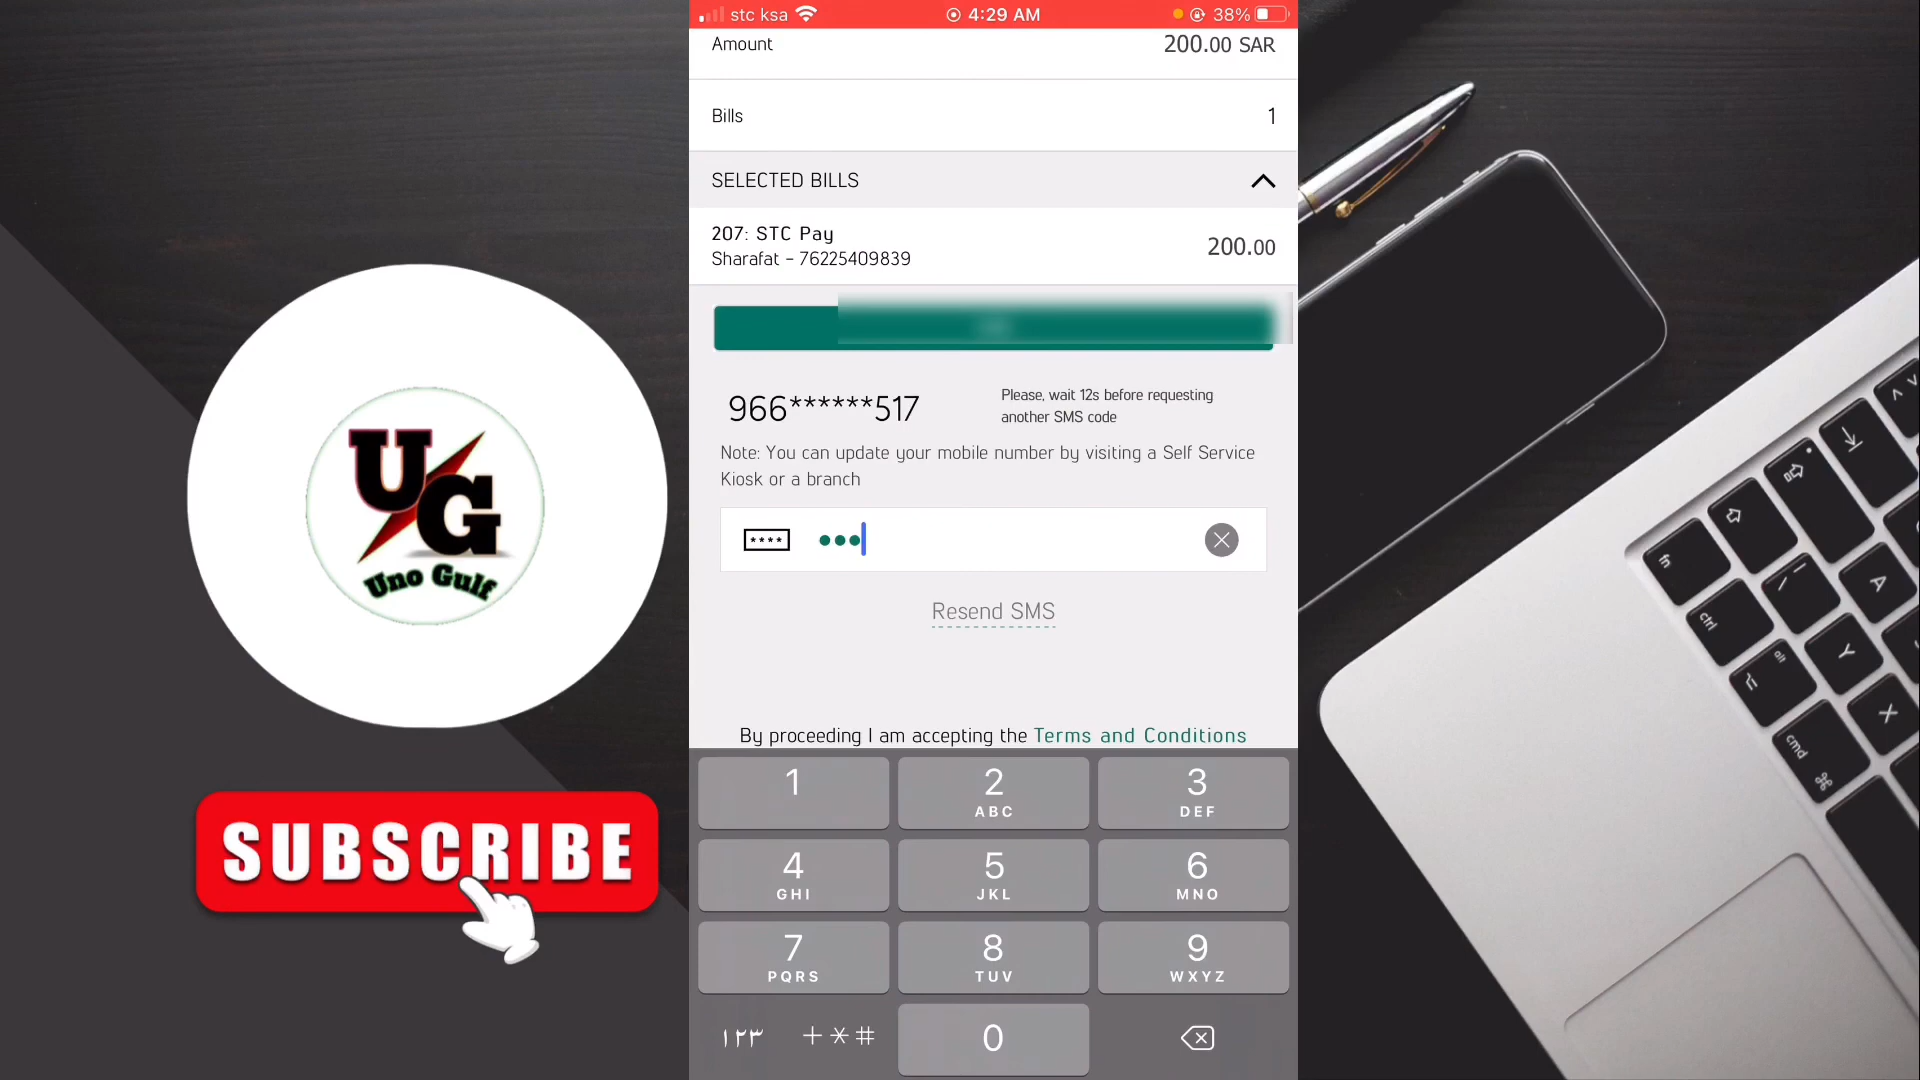 stc ksa 4:29 AM 38%
Amount 200.00 SAR
Bills 1
SELECTED BILLS
207: STC Pay
Sharafat - 76225409839 200.00
966******517
Please, wait 12s before requesting
another SMS code
Note: You can update your mobile number by visiting a Self Service
Kiosk or a branch
****
Resend SMS
By proceeding I am accepting the Terms and Conditions
1 2 3
ABC DEF
4 5 6
GHI JKL MNO
7 8 9
PQRS TUV WXYZ
١٢٣ +*# 0
UG
Uno Gulf
SUBSCRIBE
fn
ctrl
alt
cmd
⌘
A
Y
X